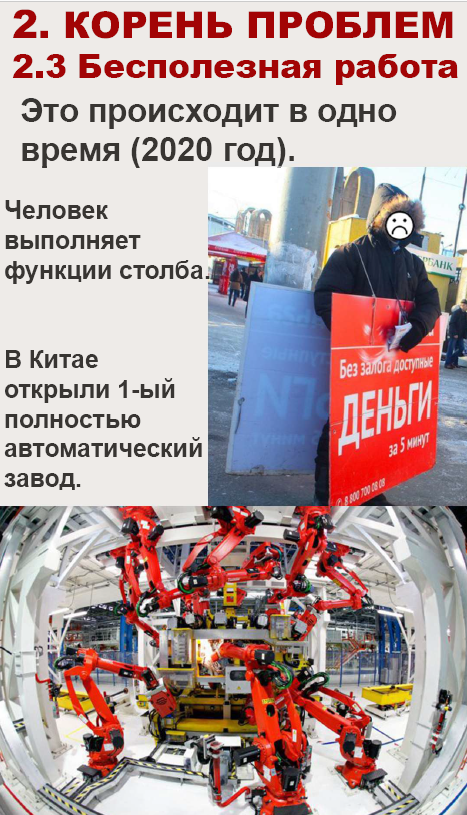 2. КОРЕНЬ ПРОБЛЕМ
2.3 Бесполезная работа
Это происходит в одно
время (2020 год).
Человек
выполняет
функции столба.
В Китае
открыли 1-ый
полностью
автоматический
завод.
РБАНК
Без залога доступные
ДЕНЬГИ
за 5 минут
8 800 700 08 08